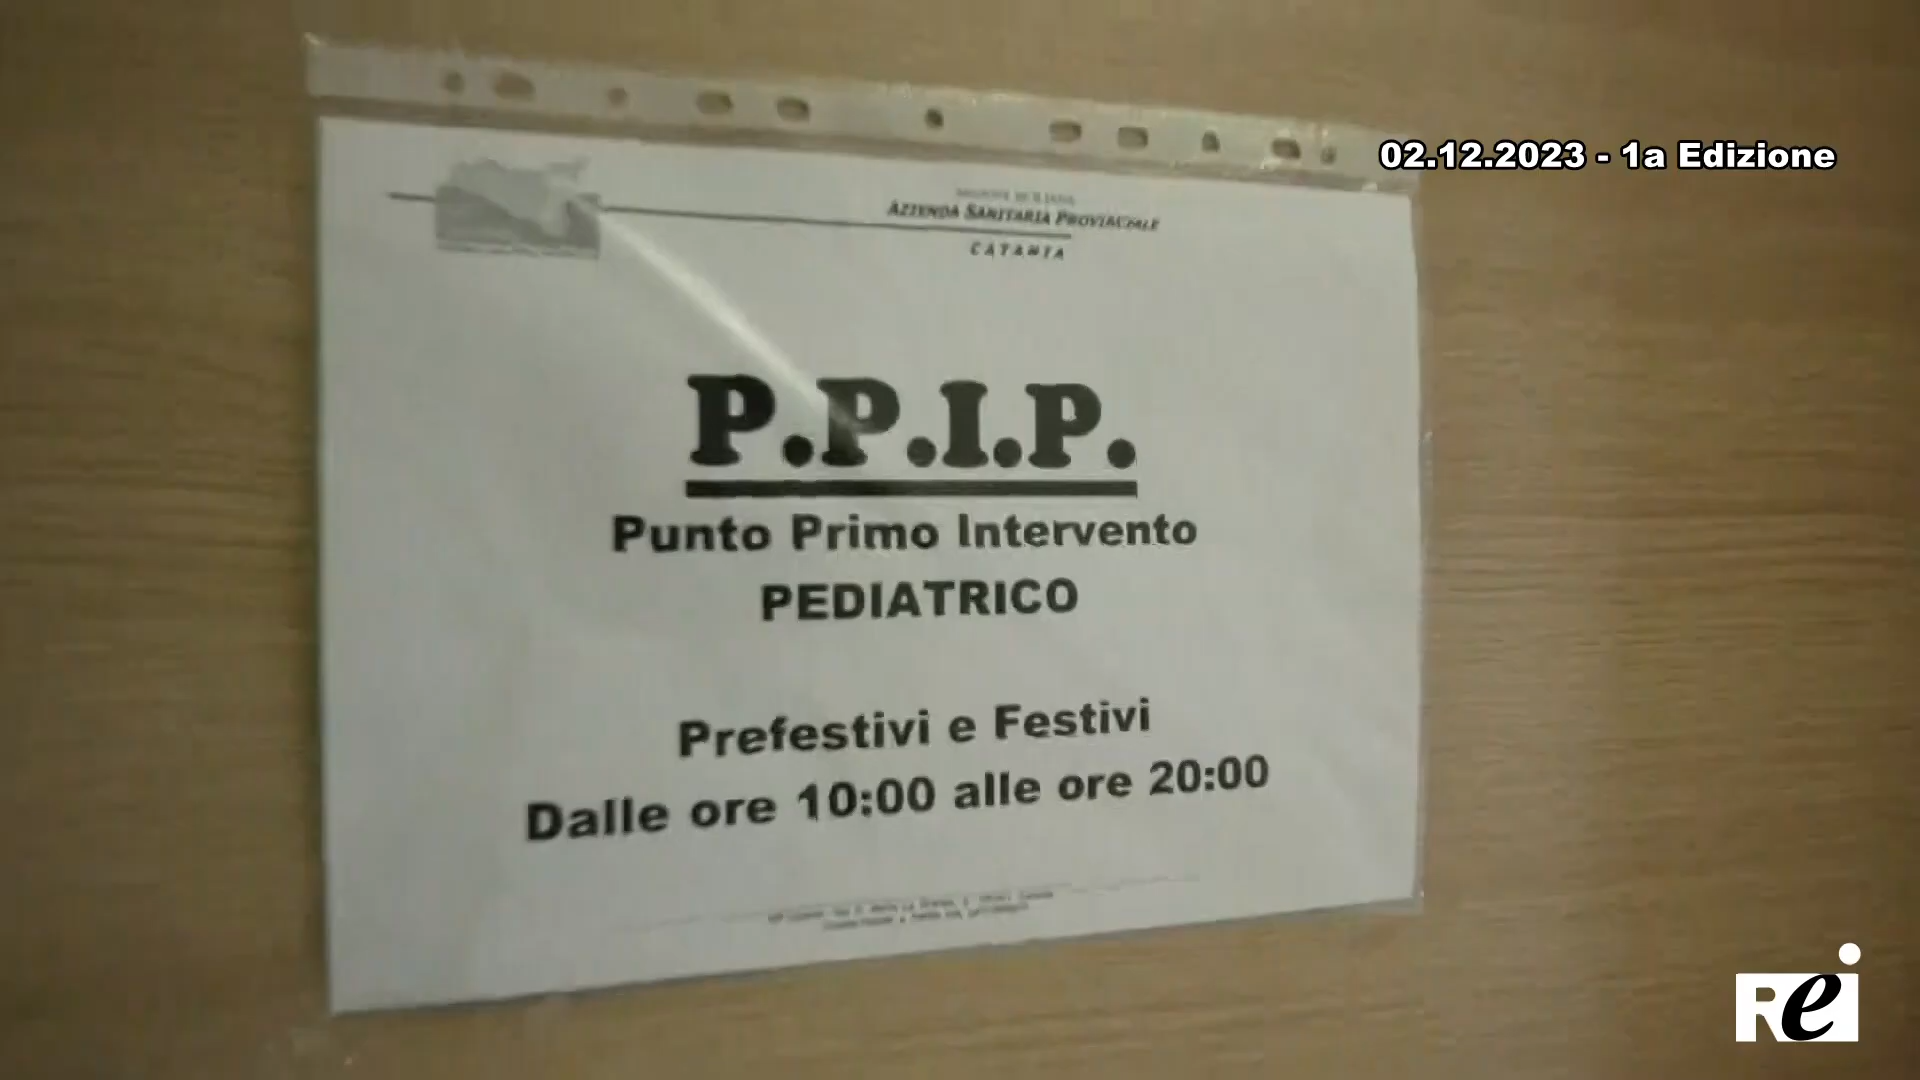 02.12.2023 - 1a Edizione
AZIENDA SANITARIA PROVINCIALE
CATANIA
P.P.I.P.
Punto Primo Intervento
PEDIATRICO
Prefestivi e Festivi
Dalle ore 10:00 alle ore 20:00
Rei